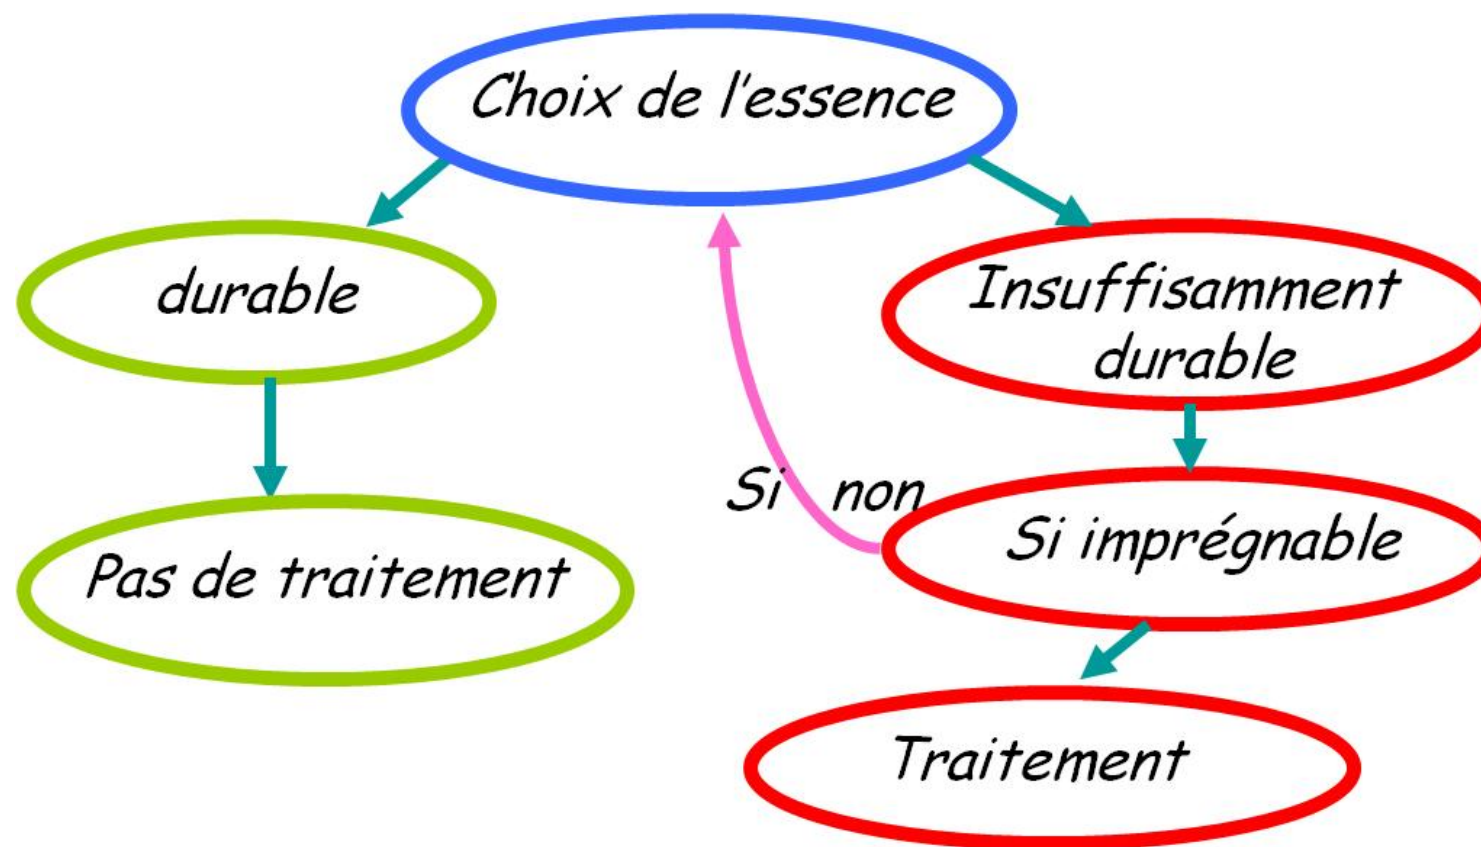 Choix de l'essence
durable
Insuffisamment
durable
Si non
Si imprégnable
Pas de traitement
Traitement